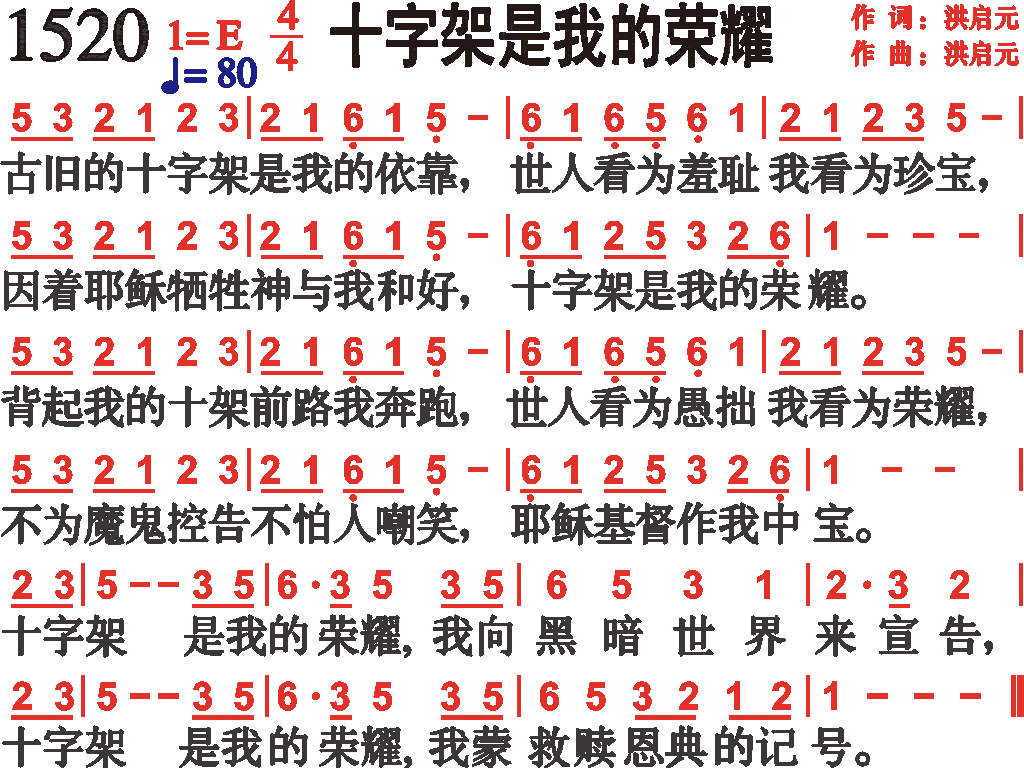 1520 1=E 4/4 十字架是我的荣耀 作 词：洪启元
♩=80 作 曲：洪启元
5 3 2 1 2 3|2 1 6̣ 1 5̣ －|6̣ 1 6̣ 5̣ 6̣ 1|2 1 2 3 5 －|
古旧的十字架是我的依靠， 世人看为羞耻 我看为珍宝，
5 3 2 1 2 3|2 1 6̣ 1 5̣ －|6̣ 1 2 5 3 2 6̣|1 － － －|
因着耶稣牺牲神与我和好， 十字架是我的荣耀。
5 3 2 1 2 3|2 1 6̣ 1 5̣ －|6̣ 1 6̣ 5̣ 6̣ 1|2 1 2 3 5 －|
背起我的十架前路我奔跑， 世人看为愚拙 我看为荣耀，
5 3 2 1 2 3|2 1 6̣ 1 5̣ －|6̣ 1 2 5 3 2 6̣|1 － － |
不为魔鬼控告不怕人嘲笑， 耶稣基督作我中宝。
2 3|5 － － 3 5|6 · 3 5 3 5|6 5 3 1|2 · 3 2 |
十字架 是我的荣耀, 我向黑暗世界来宣告，
2 3|5 － － 3 5|6 · 3 5 3 5|6 5 3 2 1 2|1 － － － ‖
十字架 是我的荣耀, 我蒙救赎恩典的记号。